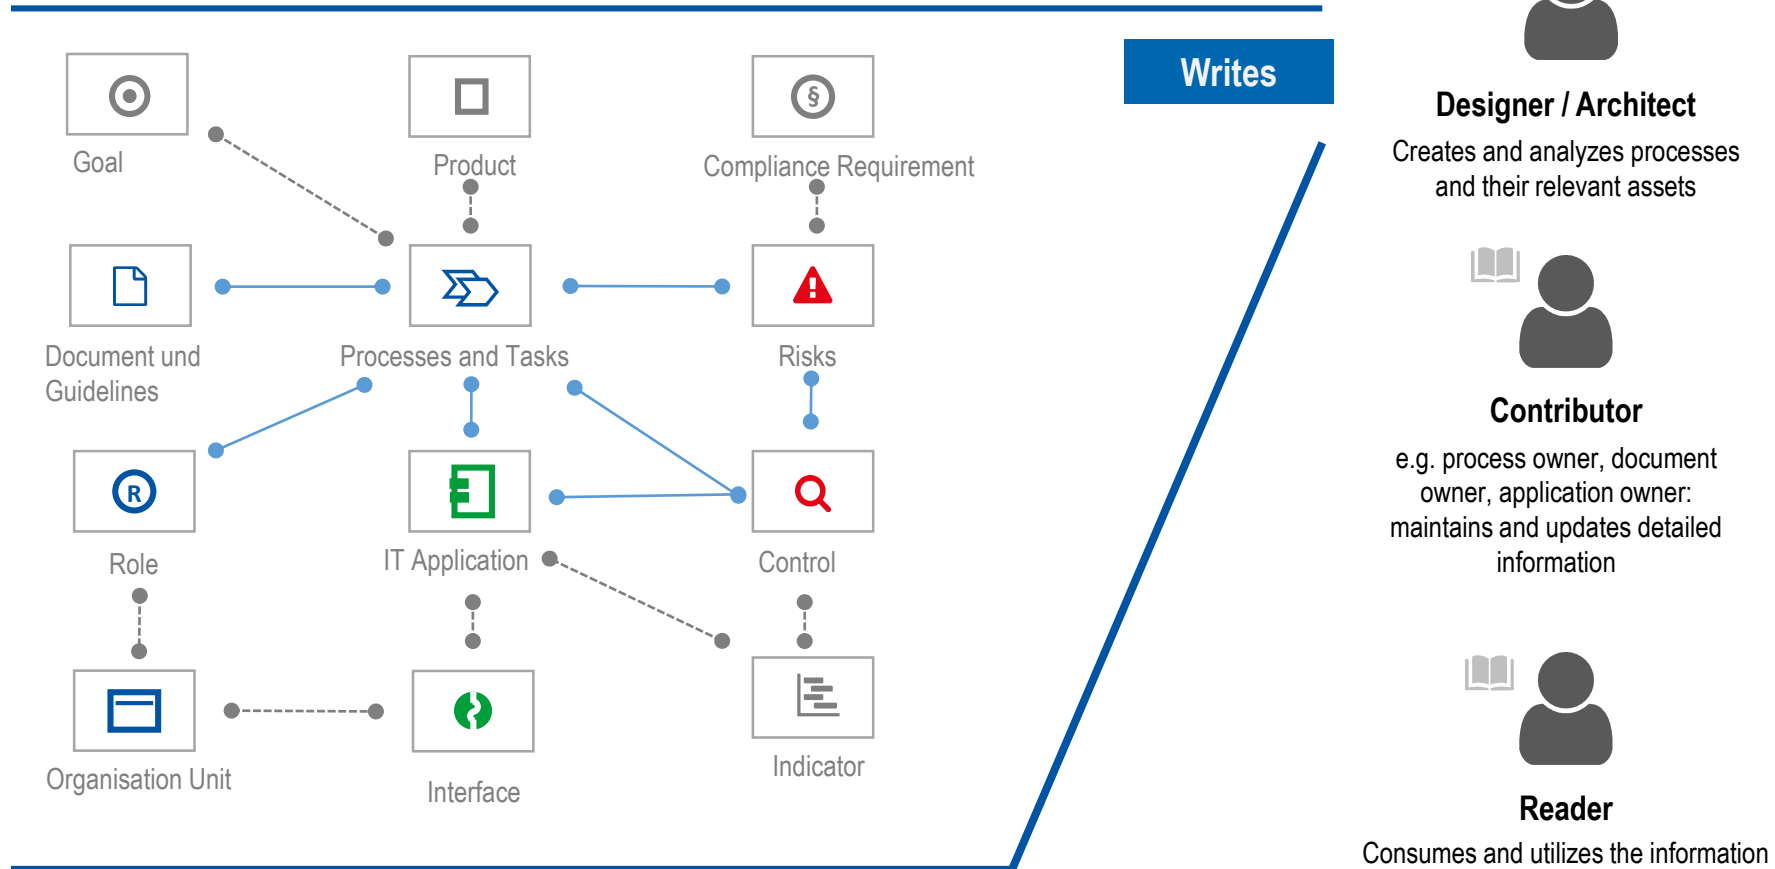 Writes
Goal
Product
Compliance Requirement
§
Document und
Guidelines
Processes and Tasks
Risks
R
Role
IT Application
Control
Organisation Unit
Interface
Indicator
Designer / Architect
Creates and analyzes processes
and their relevant assets
Contributor
e.g. process owner, document
owner, application owner:
maintains and updates detailed
information
Reader
Consumes and utilizes the information